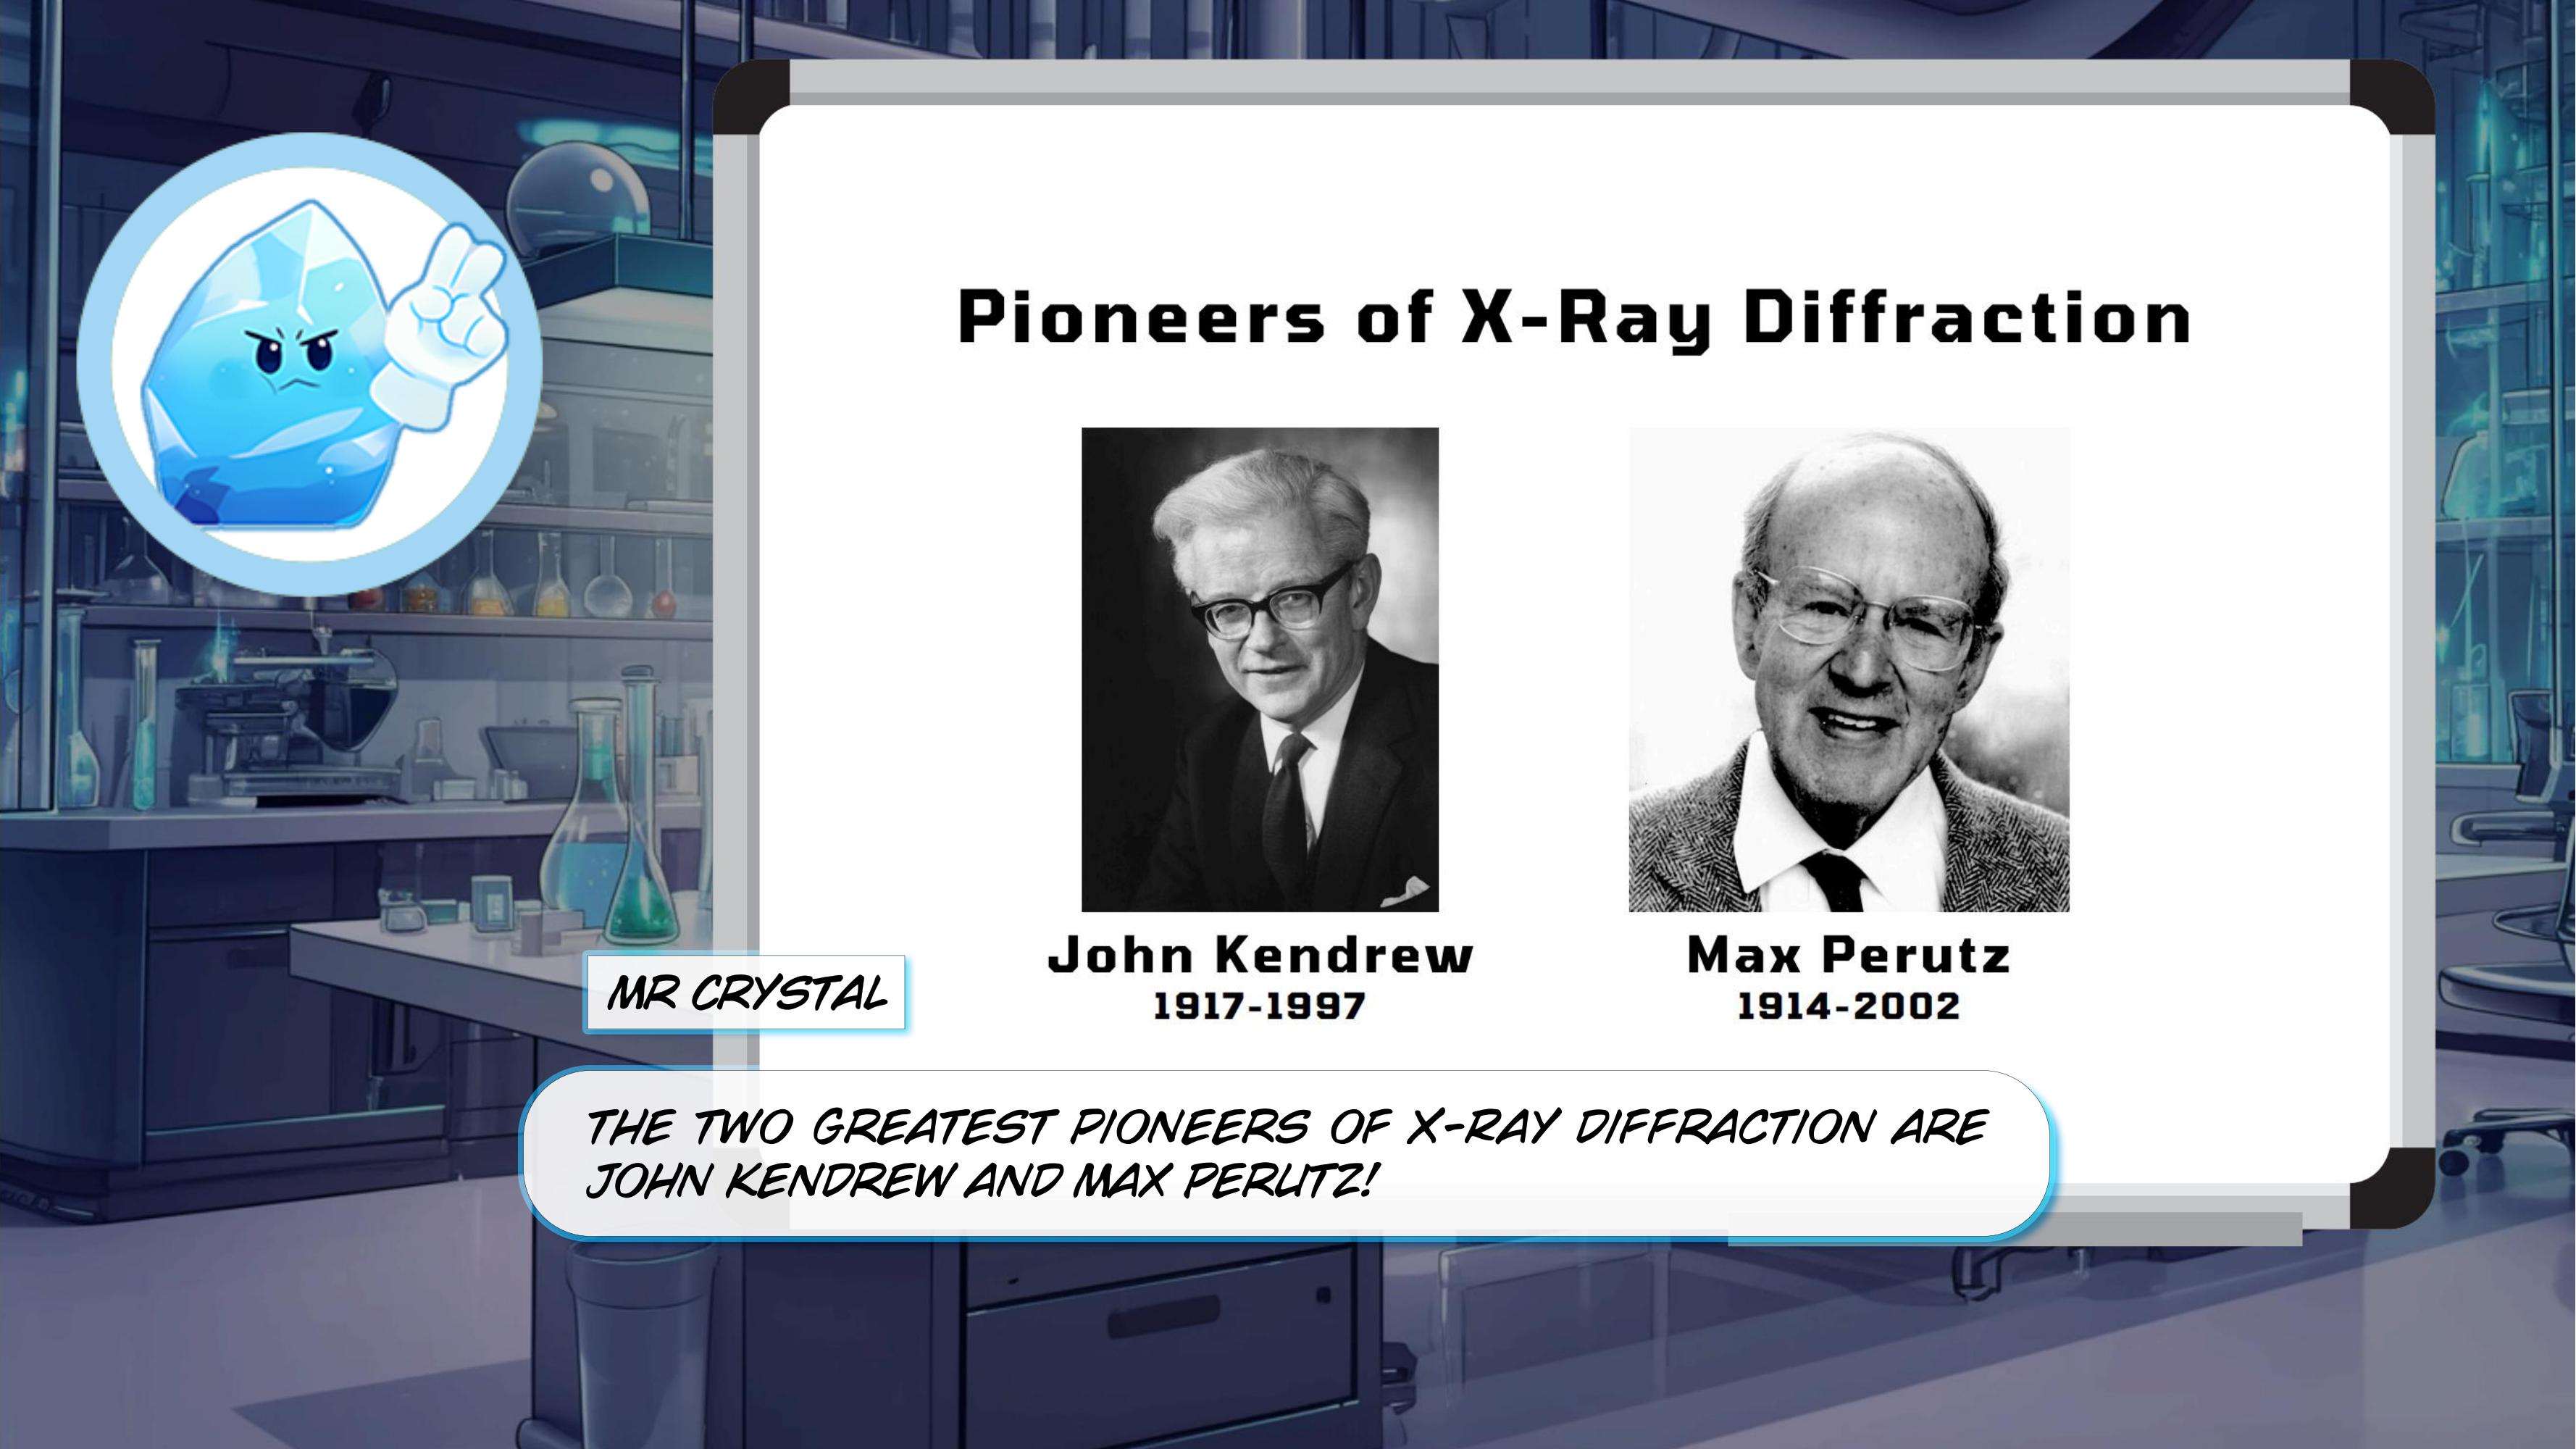 Pioneers of X-Ray Diffraction
John Kendrew
1917-1997
Max Perutz
1914-2002
MR CRYSTAL
THE TWO GREATEST PIONEERS OF X-RAY DIFFRACTION ARE
JOHN KENDREW AND MAX PERUTZ!